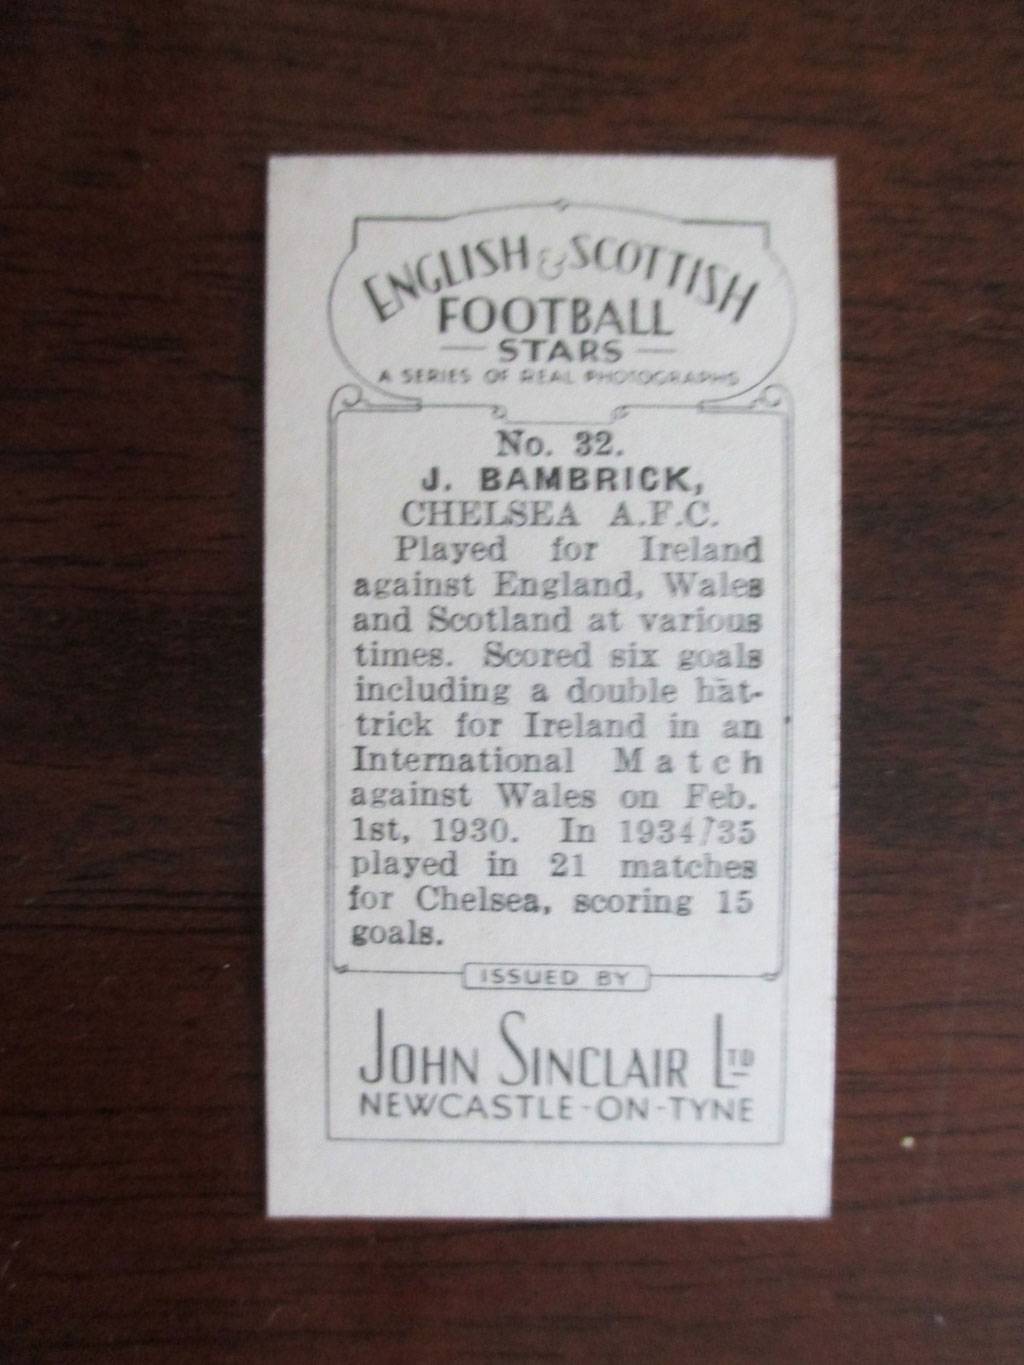 ENGLISH & SCOTTISH
FOOTBALL
— STARS —
A SERIES OF REAL PHOTOGRAPHS
No. 32.
J. BAMBRICK,
CHELSEA A.F.C.
Played for Ireland
against England, Wales
and Scotland at various
times. Scored six goals
including a double hat-
trick for Ireland in an
International Match
against Wales on Feb.
1st, 1930. In 1934/35
played in 21 matches
for Chelsea, scoring 15
goals.
ISSUED BY
JOHN SINCLAIR LTD
NEWCASTLE-ON-TYNE